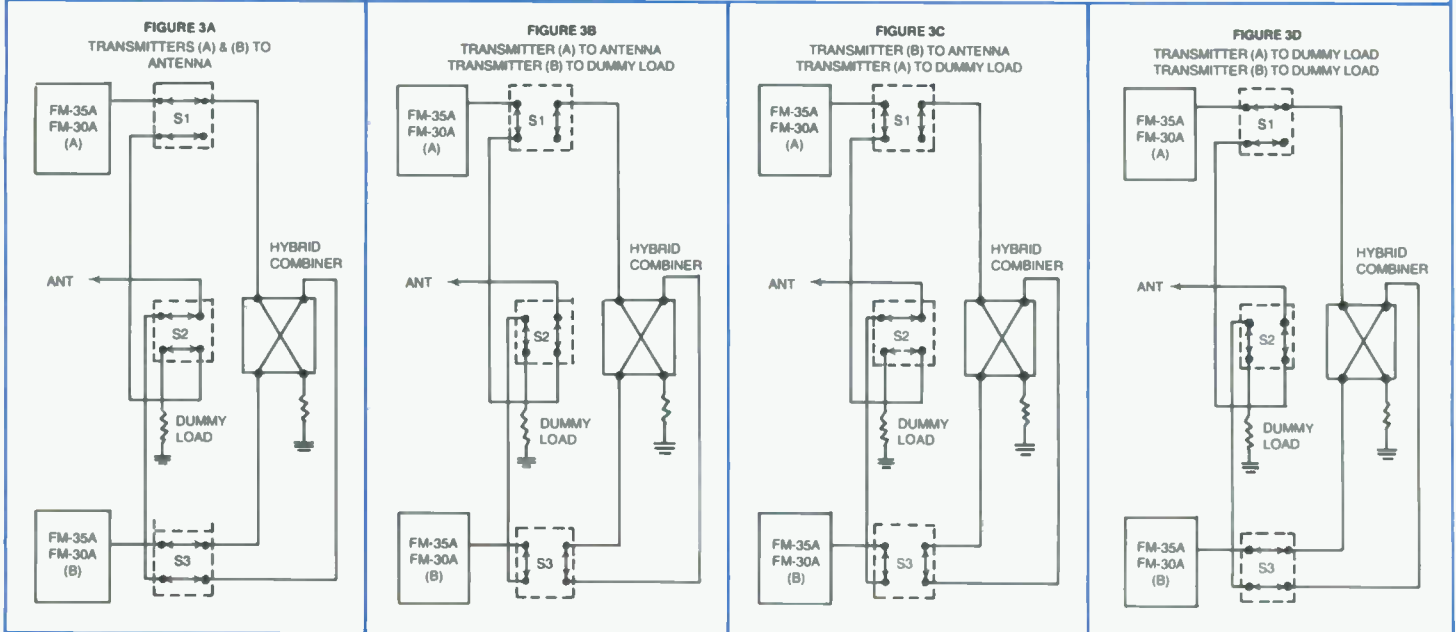 FIGURE 3A
TRANSMITTERS (A) & (B) TO
ANTENNA
FM-35A
FM-30A
(A)
S1
HYBRID
COMBINER
ANT
S2
DUMMY
LOAD
FM-35A
FM-30A
(B)
S3
FIGURE 3B
TRANSMITTER (A) TO ANTENNA
TRANSMITTER (B) TO DUMMY LOAD
FM-35A
FM-30A
(A)
S1
HYBRID
COMBINER
ANT
S2
DUMMY
LOAD
FM-35A
FM-30A
(B)
S3
FIGURE 3C
TRANSMITTER (B) TO ANTENNA
TRANSMITTER (A) TO DUMMY LOAD
FM-35A
FM-30A
(A)
S1
HYBRID
COMBINER
ANT
S2
DUMMY
LOAD
FM-35A
FM-30A
(B)
S3
FIGURE 3D
TRANSMITTER (A) TO DUMMY LOAD
TRANSMITTER (B) TO DUMMY LOAD
FM-35A
FM-30A
(A)
S1
HYBRID
COMBINER
ANT
S2
DUMMY
LOAD
FM-35A
FM-30A
(B)
S3